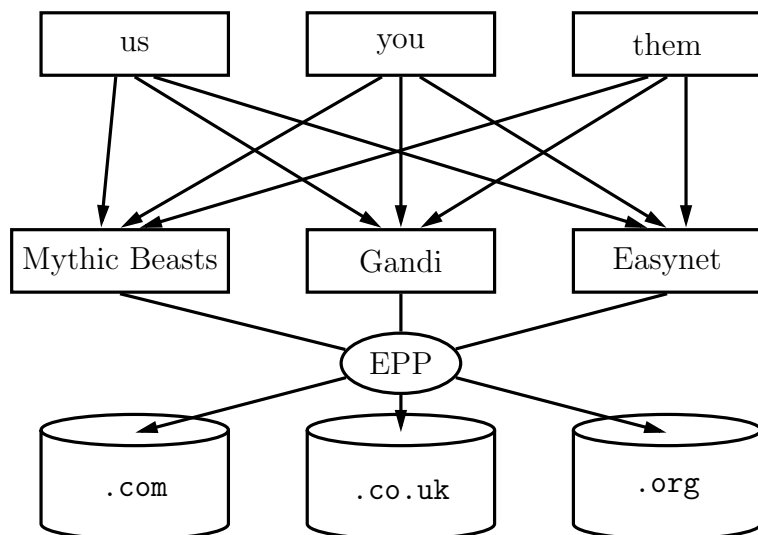 us
you
them
Mythic Beasts
Gandi
Easynet
EPP
.com
.co.uk
.org